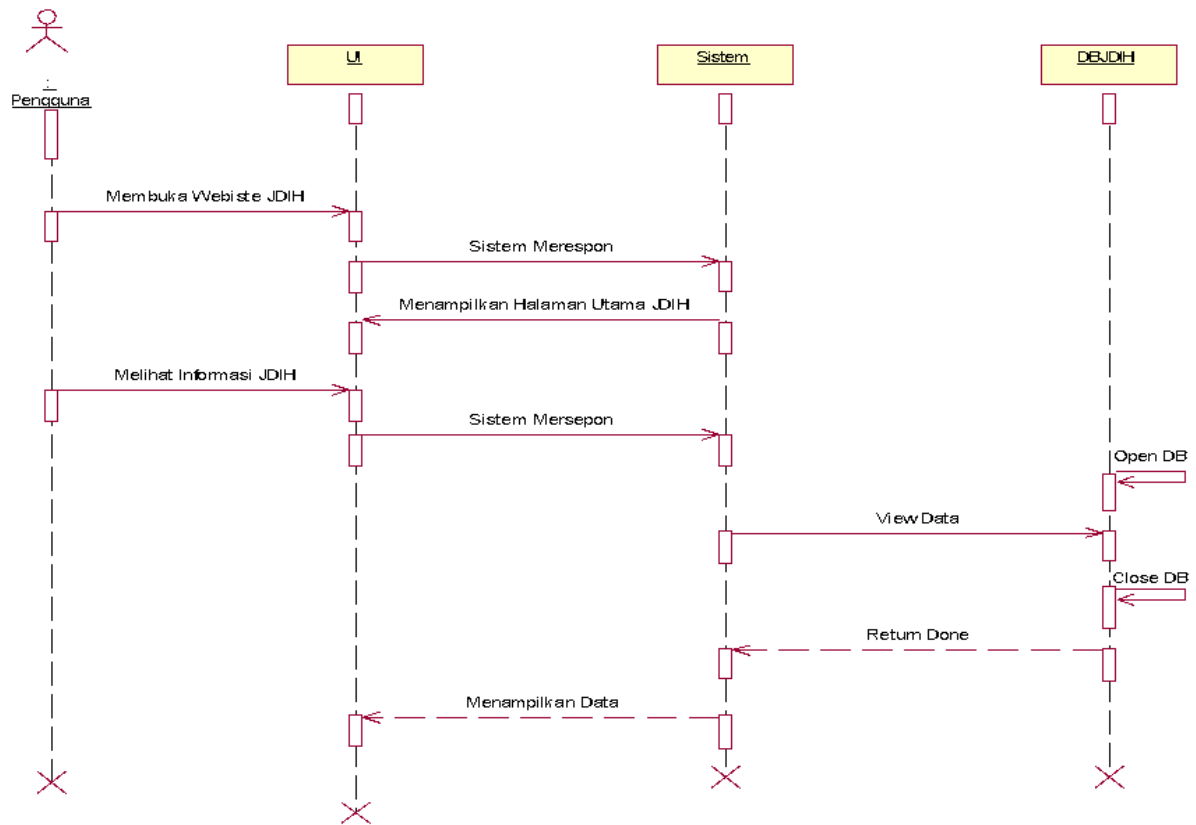 UI
Sistem
DBJDIH
:
Pengguna
Membuka Webiste JDIH
Sistem Merespon
Menampilkan Halaman Utama JDIH
Melihat Informasi JDIH
Sistem Mersepon
Open DB
View Data
Close DB
Return Done
Menampilkan Data